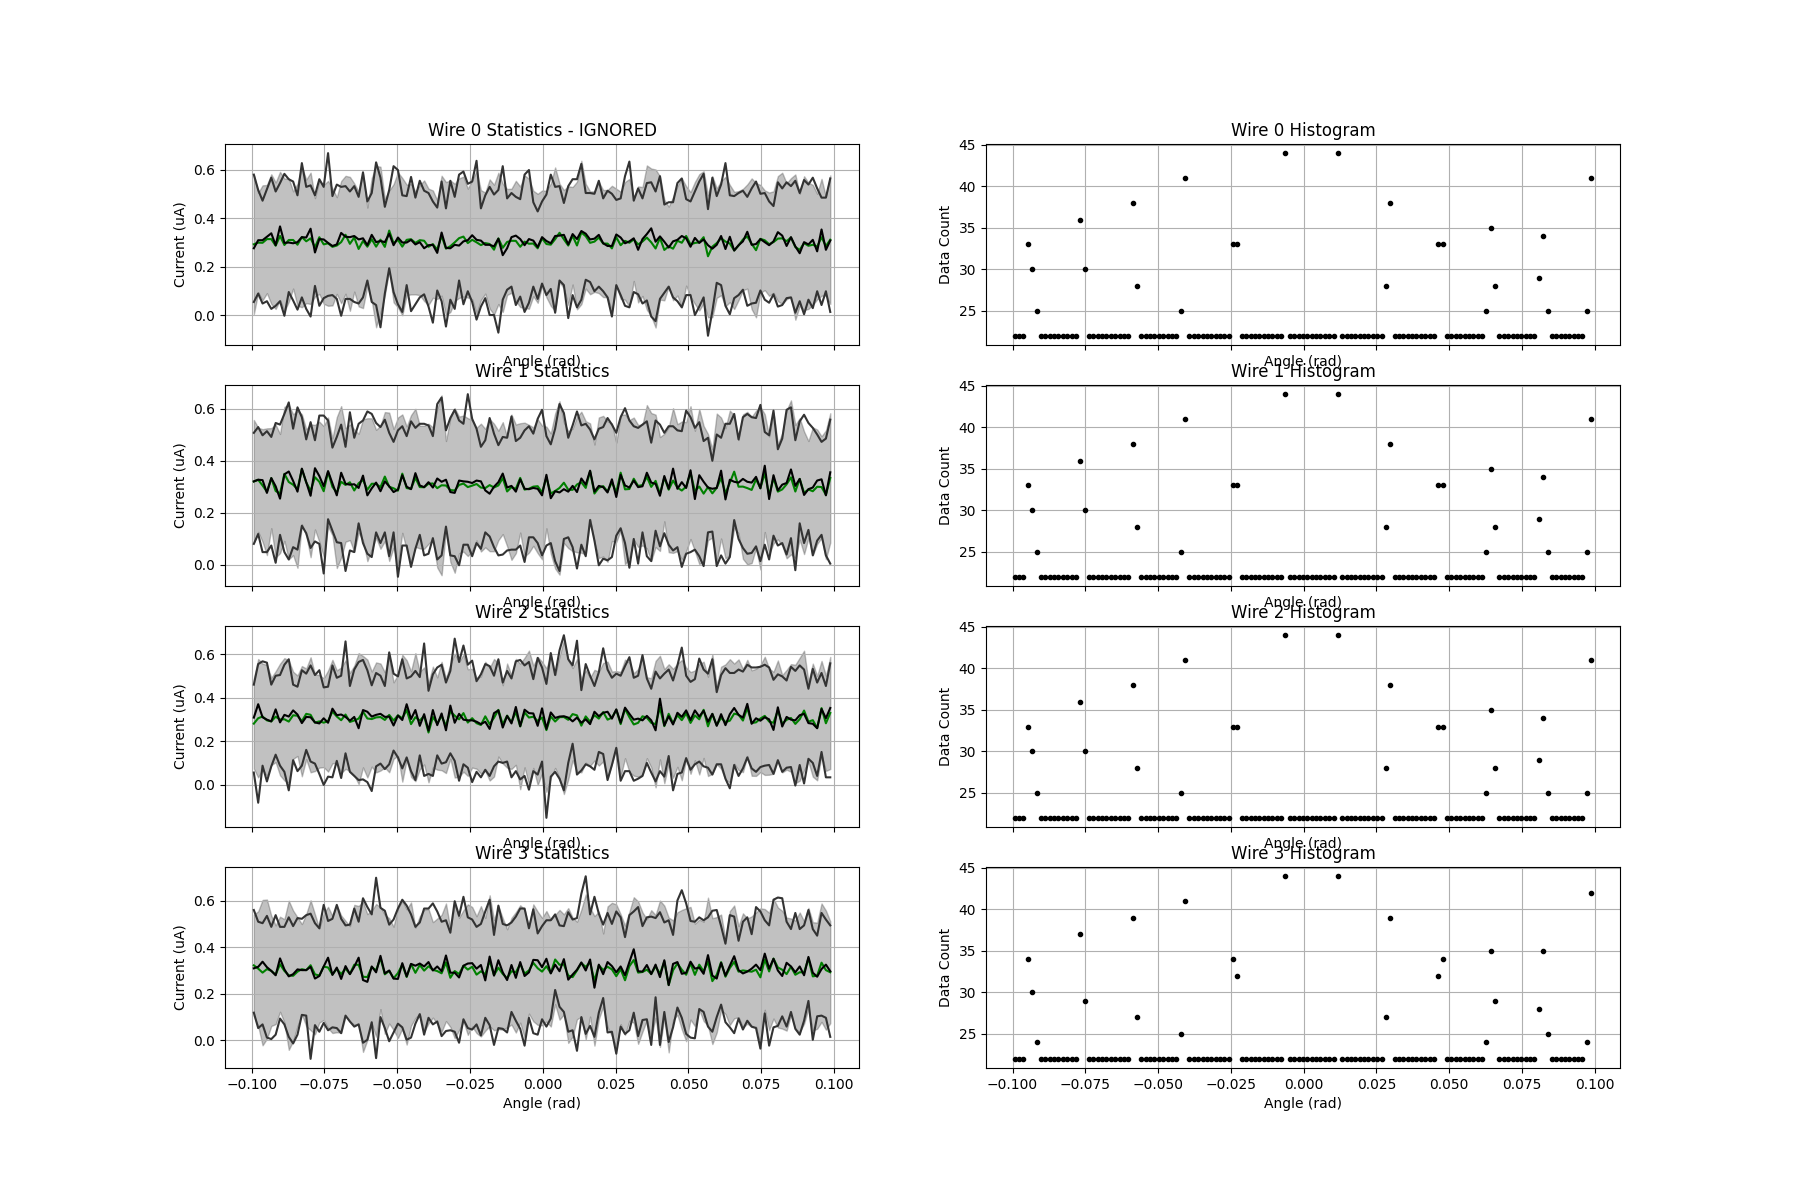 Wire 0 Statistics - IGNORED
Current (uA)
0.6
0.4
0.2
0.0
Angle (rad)
Wire 0 Histogram
Data Count
45
40
35
30
25
Angle (rad)
Wire 1 Statistics
Current (uA)
0.6
0.4
0.2
0.0
Angle (rad)
Wire 1 Histogram
Data Count
45
40
35
30
25
Angle (rad)
Wire 2 Statistics
Current (uA)
0.6
0.4
0.2
0.0
Angle (rad)
Wire 2 Histogram
Data Count
45
40
35
30
25
Angle (rad)
Wire 3 Statistics
Current (uA)
0.6
0.4
0.2
0.0
−0.100 −0.075 −0.050 −0.025 0.000 0.025 0.050 0.075 0.100
Angle (rad)
Wire 3 Histogram
Data Count
45
40
35
30
25
−0.100 −0.075 −0.050 −0.025 0.000 0.025 0.050 0.075 0.100
Angle (rad)